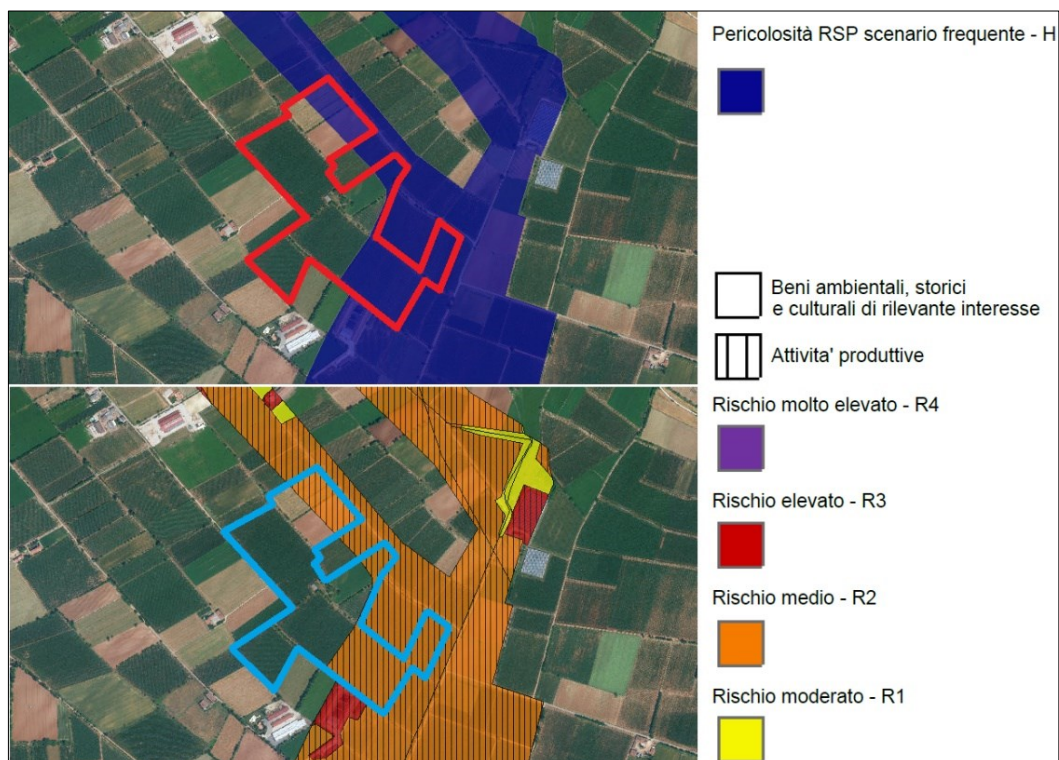 Pericolosità RSP scenario frequente - H
Beni ambientali, storici
e culturali di rilevante interesse
Attivita' produttive
Rischio molto elevato - R4
Rischio elevato - R3
Rischio medio - R2
Rischio moderato - R1